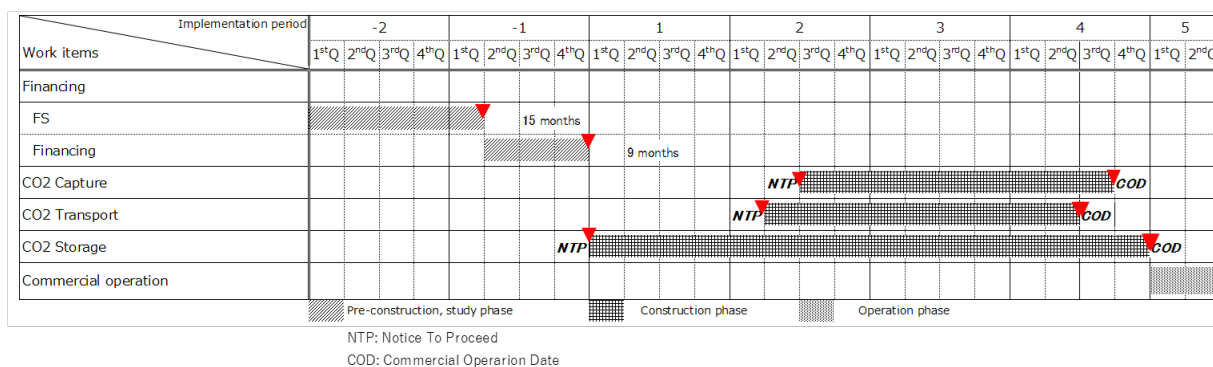 Implementation period -2 -1 1 2 3 4 5
Work items 1stQ 2ndQ 3rdQ 4thQ 1stQ 2ndQ 3rdQ 4thQ 1stQ 2ndQ 3rdQ 4thQ 1stQ 2ndQ 3rdQ 4thQ 1stQ 2ndQ 3rdQ 4thQ 1stQ 2ndQ 3rdQ 4thQ 1stQ 2ndQ
Financing
FS 15 months
Financing 9 months
CO2 Capture NTP COD
CO2 Transport NTP COD
CO2 Storage NTP COD
Commercial operation
Pre-construction, study phase Construction phase Operation phase
NTP: Notice To Proceed
COD: Commercial Operarion Date